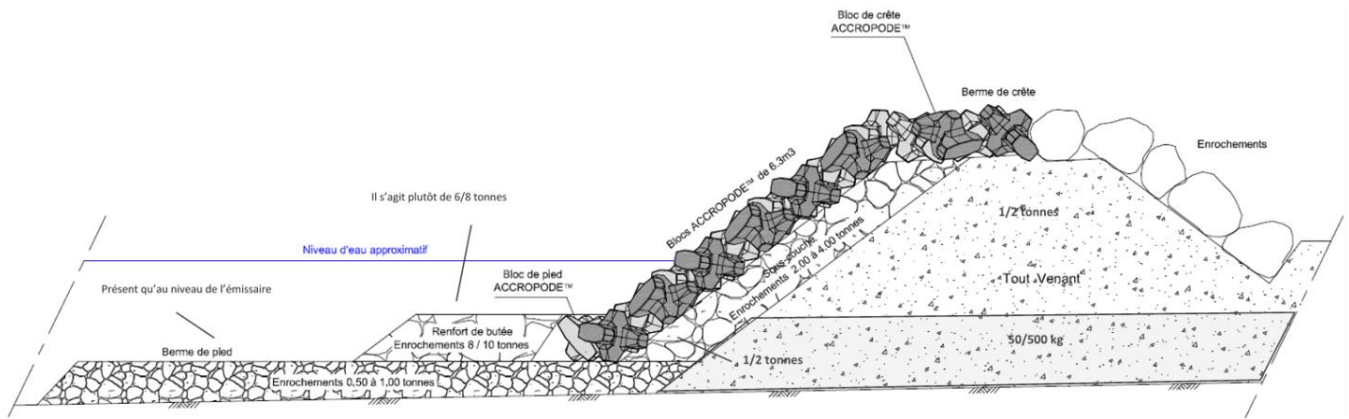 Bloc de crête
ACCROPODE™
Berme de crête
Enrochements
Blocs ACCROPODE™ de 6.3m3
Il s'agit plutôt de 6/8 tonnes
1/2 tonnes
Sous-couche
Enrochements 2.00 à 4.00 tonnes
Niveau d'eau approximatif
Bloc de pied
ACCROPODE™
Présent qu'au niveau de l'émissaire
Tout Venant
Renfort de butée
Enrochements 8 / 10 tonnes
50/500 kg
Berme de pied
1/2 tonnes
Enrochements 0,50 à 1,00 tonnes